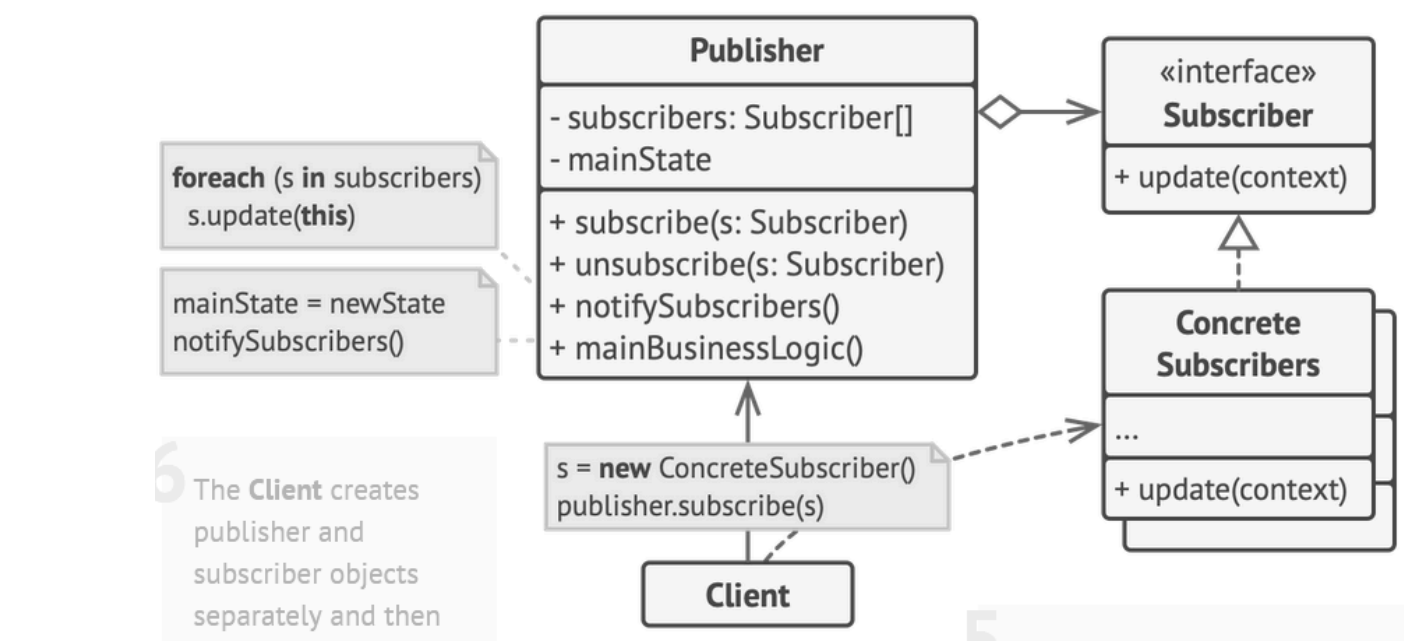 Publisher
- subscribers: Subscriber[]
- mainState
+ subscribe(s: Subscriber)
+ unsubscribe(s: Subscriber)
+ notifySubscribers()
+ mainBusinessLogic()
«interface»
Subscriber
+ update(context)
foreach (s in subscribers)
s.update(this)
mainState = newState
notifySubscribers()
Concrete
Subscribers
...
+ update(context)
s = new ConcreteSubscriber()
publisher.subscribe(s)
Client
6
The Client creates
publisher and
subscriber objects
separately and then
5